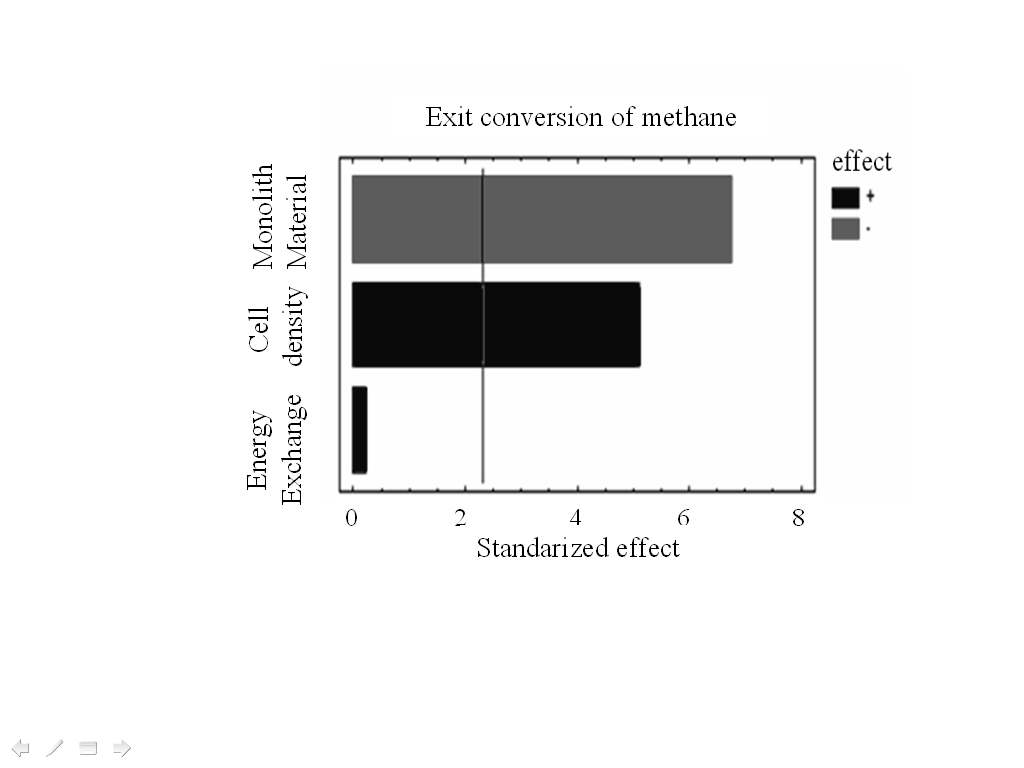 Exit conversion of methane
effect
+
-
Monolith
Material
Cell
density
Energy
Exchange
0 2 4 6 8
Standarized effect